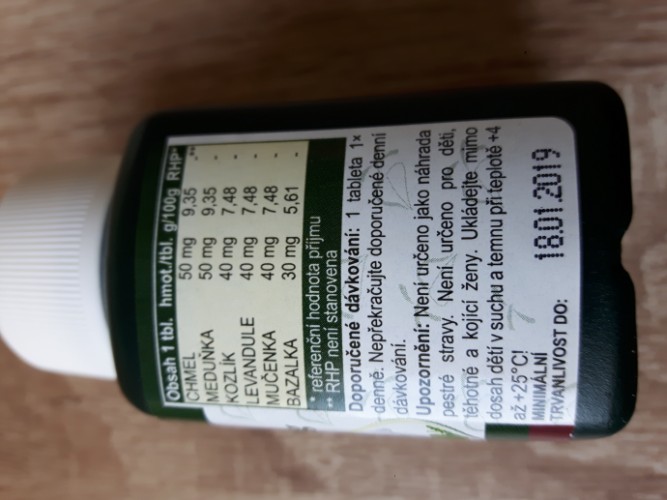 Obsah 1 tbl. hmot./tbl. g/100g RHP*
CHMEL 50 mg 9,35 -**
MEDUŇKA 50 mg 9,35 -
KOZLÍK 40 mg 7,48 -
LEVANDULE 40 mg 7,48 -
MUČENKA 40 mg 7,48 -
BAZALKA 30 mg 5,61 -
* referenční hodnota příjmu
** RHP není stanovena
Doporučené dávkování: 1 tableta 1×
denně. Nepřekračujte doporučené denní
dávkování.
Upozornění: Není určeno jako náhrada
pestré stravy. Není určeno pro děti,
těhotné a kojící ženy. Ukládejte mimo
dosah dětí v suchu a temnu při teplotě +4
až +25°C!
MINIMÁLNÍ
TRVANLIVOST DO: 18.01.2019